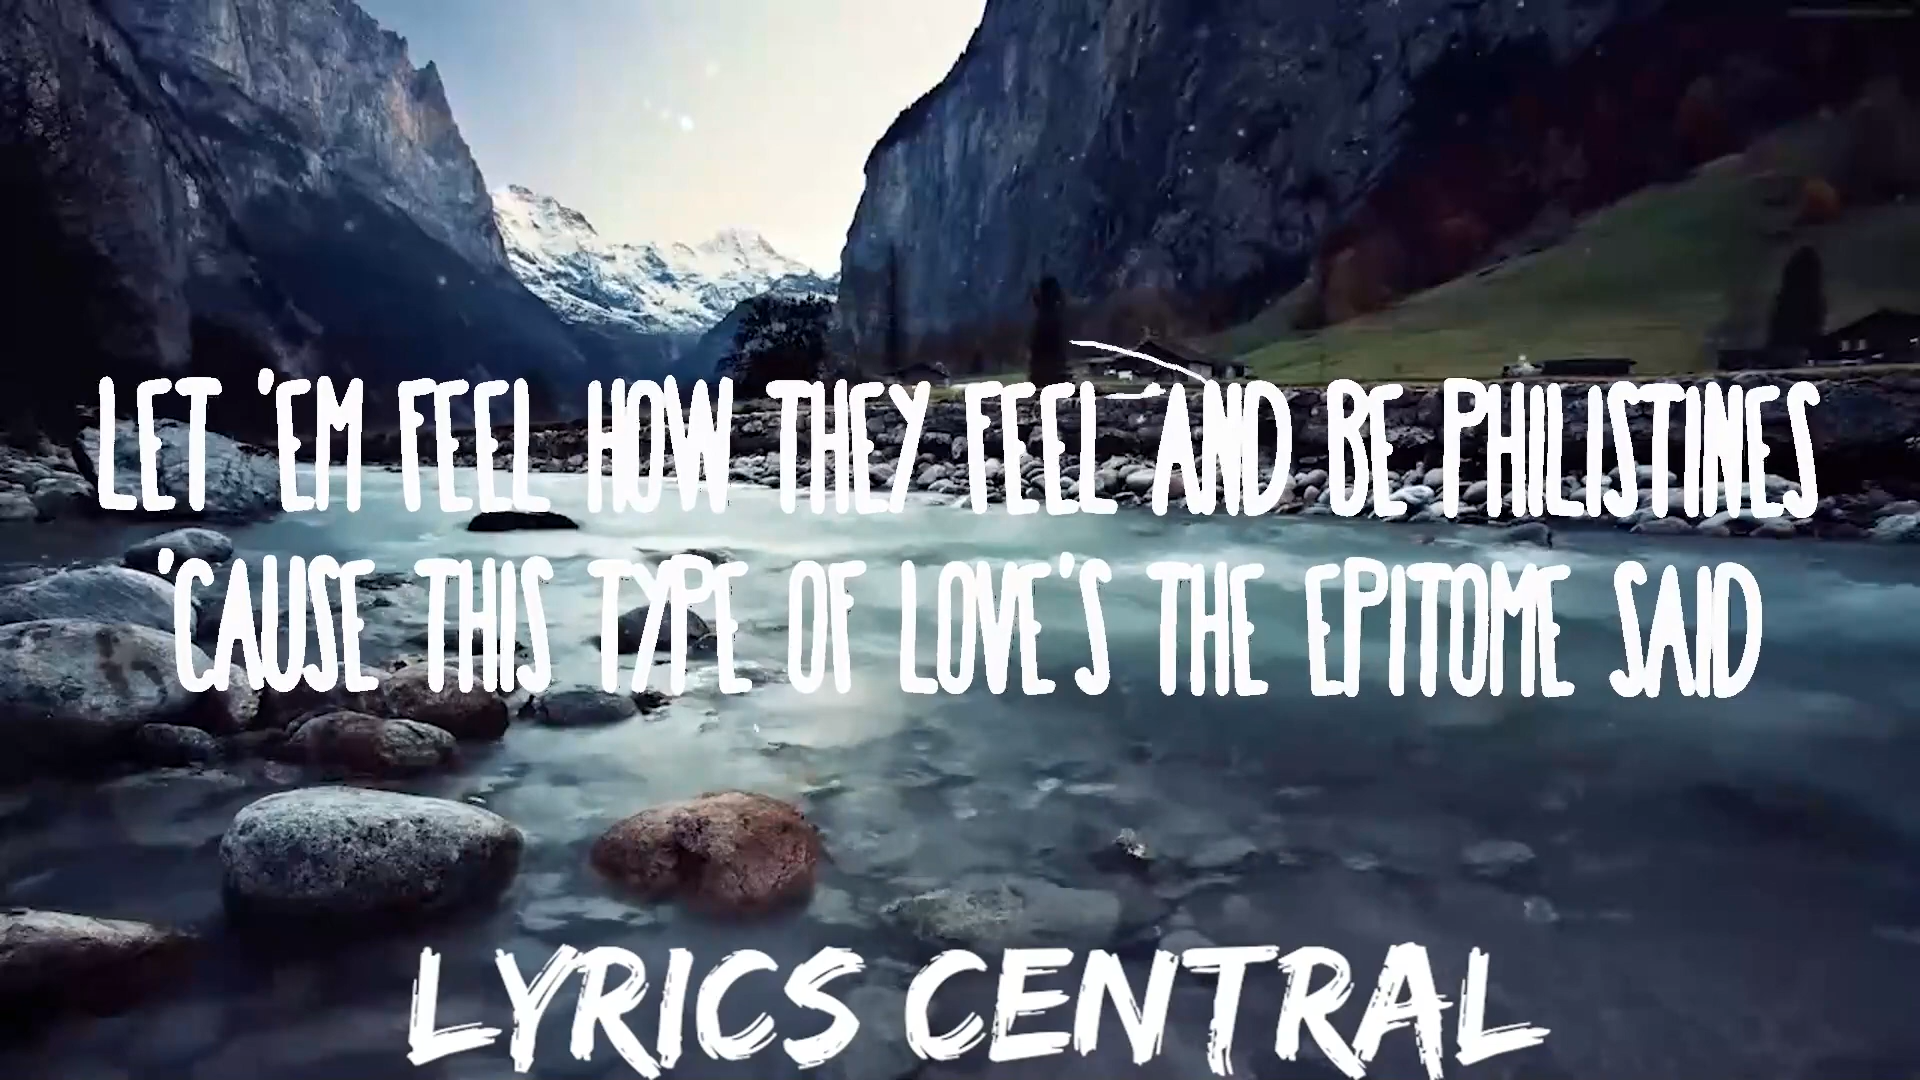 LET 'EM FEEL HOW THEY FEEL AND BE PHILISTINES
'CAUSE THIS TYPE OF LOVE'S THE EPITOME SAID
LYRICS CENTRAL